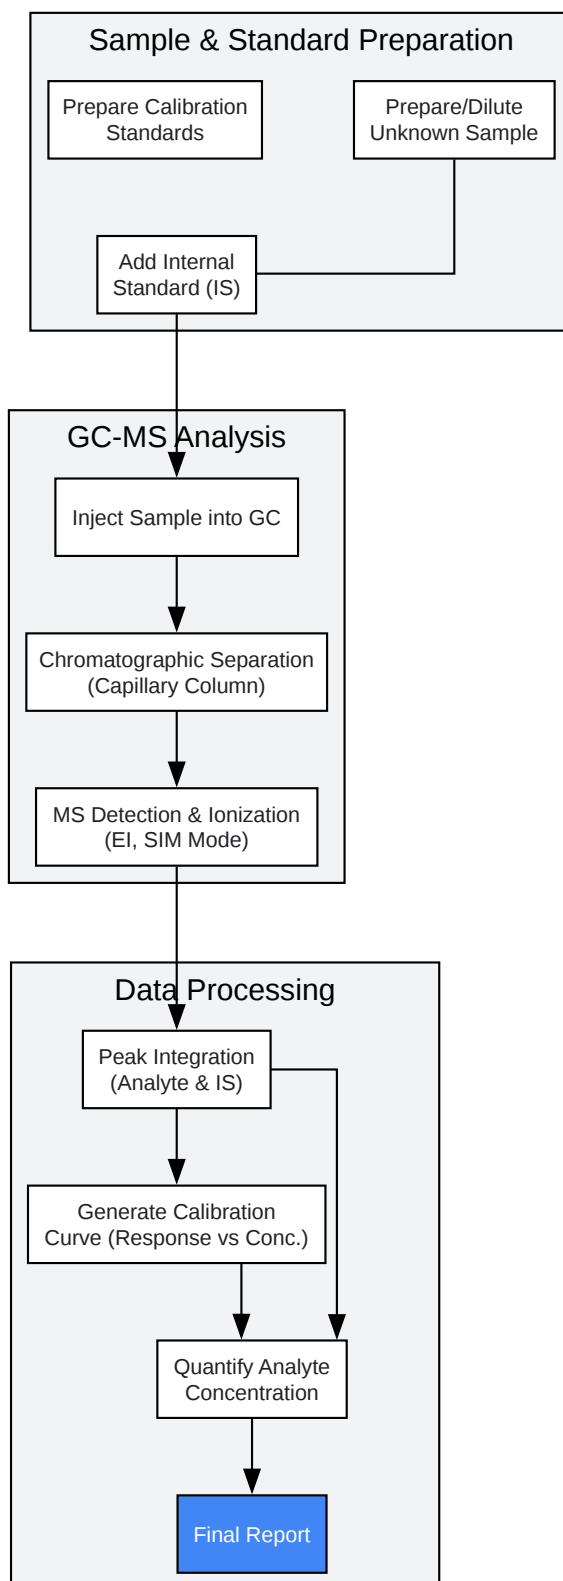 Sample & Standard Preparation
Prepare Calibration
Standards
Prepare/Dilute
Unknown Sample
Add Internal
Standard (IS)
GC-MS Analysis
Inject Sample into GC
Chromatographic Separation
(Capillary Column)
MS Detection & Ionization
(EI, SIM Mode)
Data Processing
Peak Integration
(Analyte & IS)
Generate Calibration
Curve (Response vs Conc.)
Quantify Analyte
Concentration
Final Report